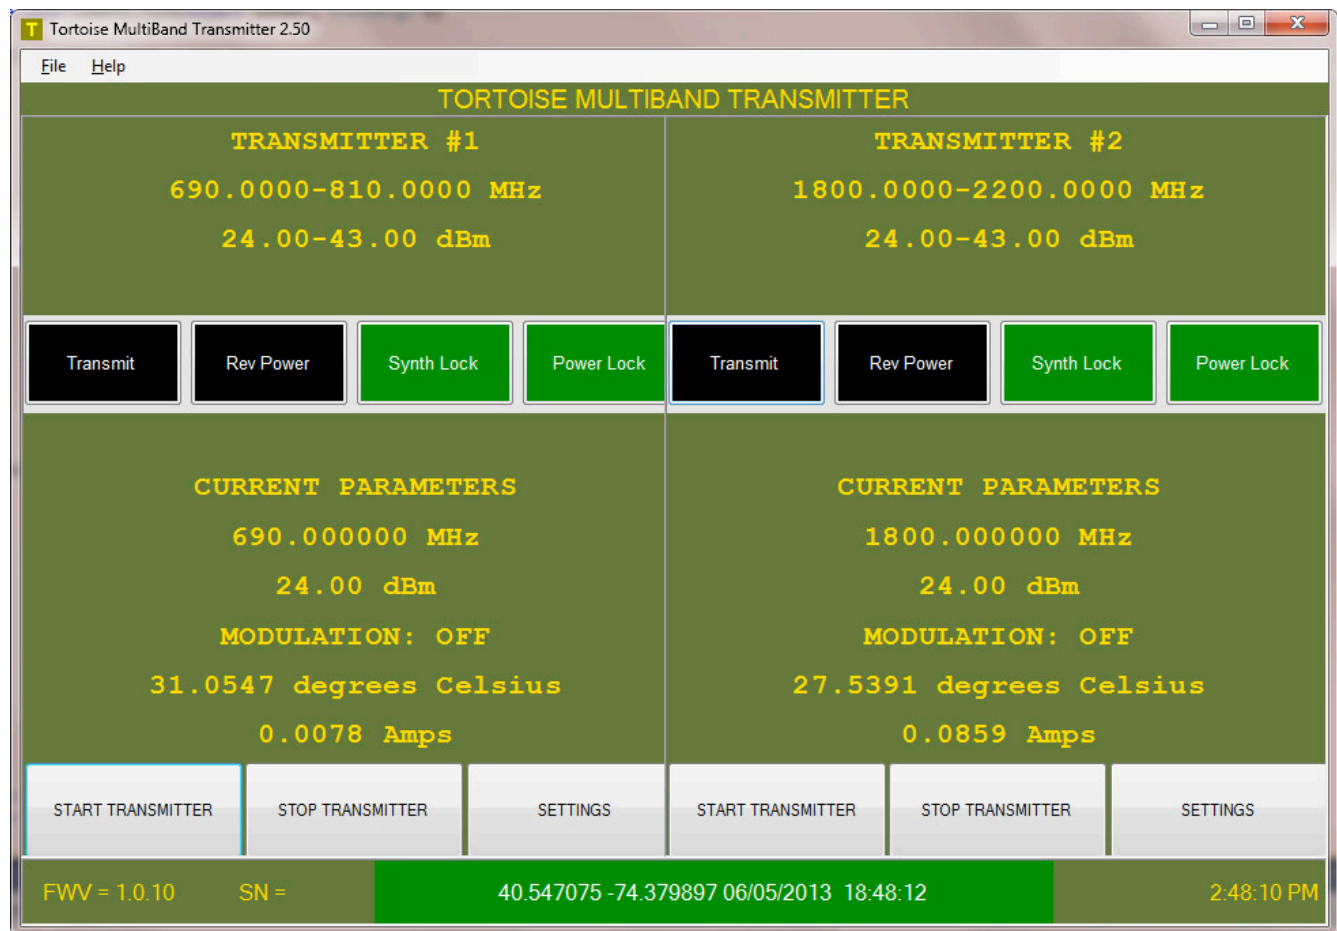 T Tortoise MultiBand Transmitter 2.50
File Help
TORTOISE MULTIBAND TRANSMITTER
TRANSMITTER #1
690.0000-810.0000 MHz
24.00-43.00 dBm
Transmit Rev Power Synth Lock Power Lock
CURRENT PARAMETERS
690.000000 MHz
24.00 dBm
MODULATION: OFF
31.0547 degrees Celsius
0.0078 Amps
START TRANSMITTER STOP TRANSMITTER SETTINGS
TRANSMITTER #2
1800.0000-2200.0000 MHz
24.00-43.00 dBm
Transmit Rev Power Synth Lock Power Lock
CURRENT PARAMETERS
1800.000000 MHz
24.00 dBm
MODULATION: OFF
27.5391 degrees Celsius
0.0859 Amps
START TRANSMITTER STOP TRANSMITTER SETTINGS
FWV = 1.0.10 SN = 40.547075 -74.379897 06/05/2013 18:48:12 2:48:10 PM